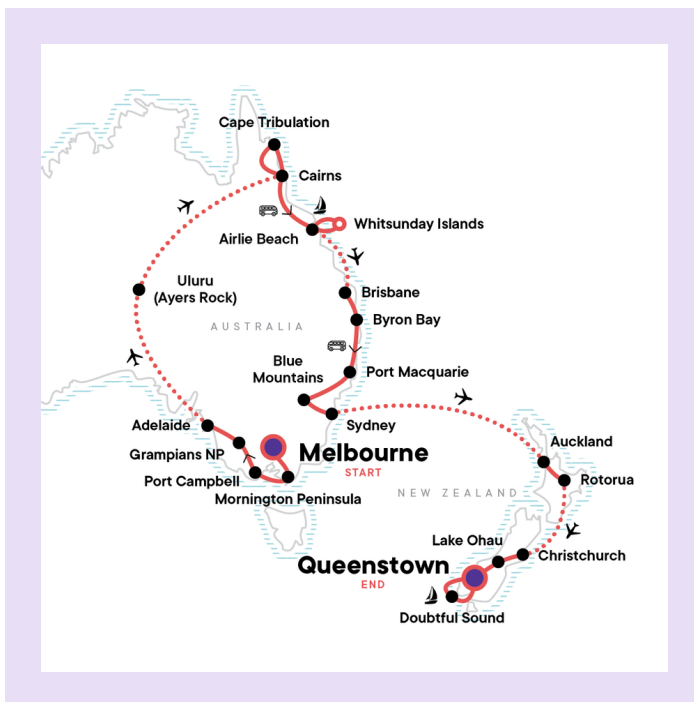 Cape Tribulation
Cairns
Whitsunday Islands
Airlie Beach
Uluru
(Ayers Rock)
Brisbane
Byron Bay
AUSTRALIA
Blue
Mountains
Port Macquarie
Adelaide
Sydney
Grampians NP
Melbourne
START
Auckland
Port Campbell
Rotorua
Mornington Peninsula
NEW ZEALAND
Lake Ohau
Christchurch
Queenstown
END
Doubtful Sound